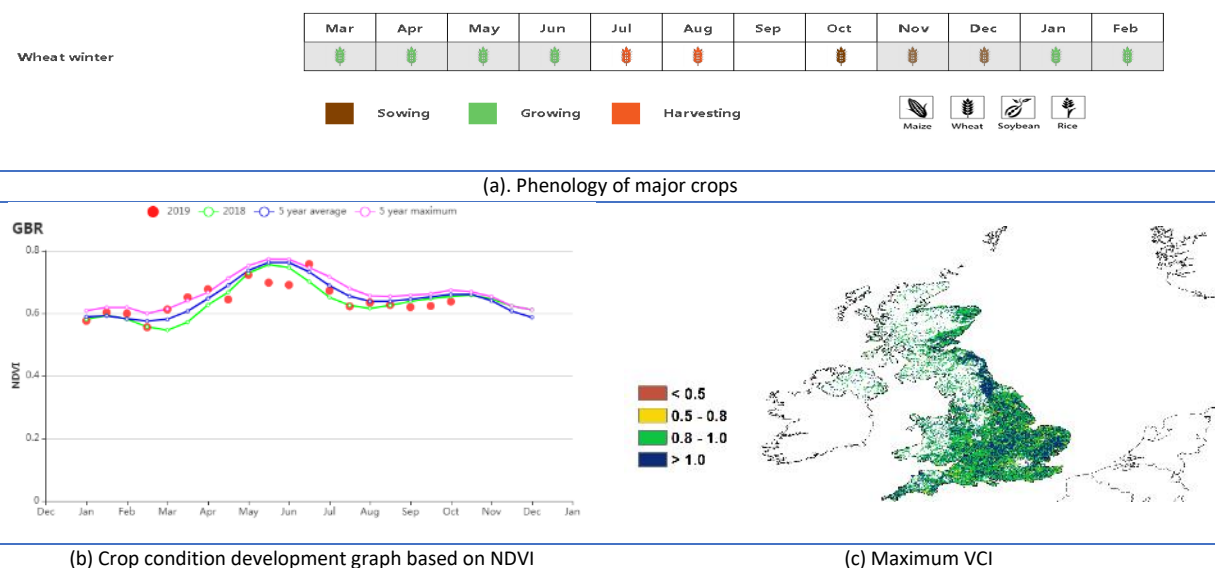 Mar Apr May Jun Jul Aug Sep Oct Nov Dec Jan Feb
Wheat winter
Sowing Growing Harvesting
Maize Wheat Soybean Rice
(a). Phenology of major crops
2019 2018 5 year average 5 year maximum
GBR
0.8
0.6
0.4
0.2
0
NDVI
Dec Jan Feb Mar Apr May Jun Jul Aug Sep Oct Nov Dec Jan
< 0.5
0.5 - 0.8
0.8 - 1.0
> 1.0
(b) Crop condition development graph based on NDVI
(c) Maximum VCI